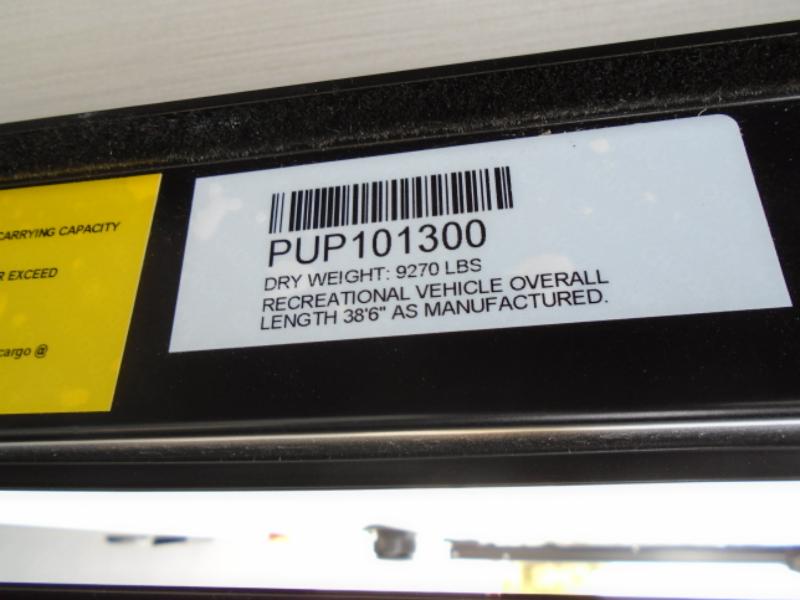 CARRYING CAPACITY
R EXCEED
cargo @
PUP101300
DRY WEIGHT: 9270 LBS
RECREATIONAL VEHICLE OVERALL
LENGTH 38'6" AS MANUFACTURED.